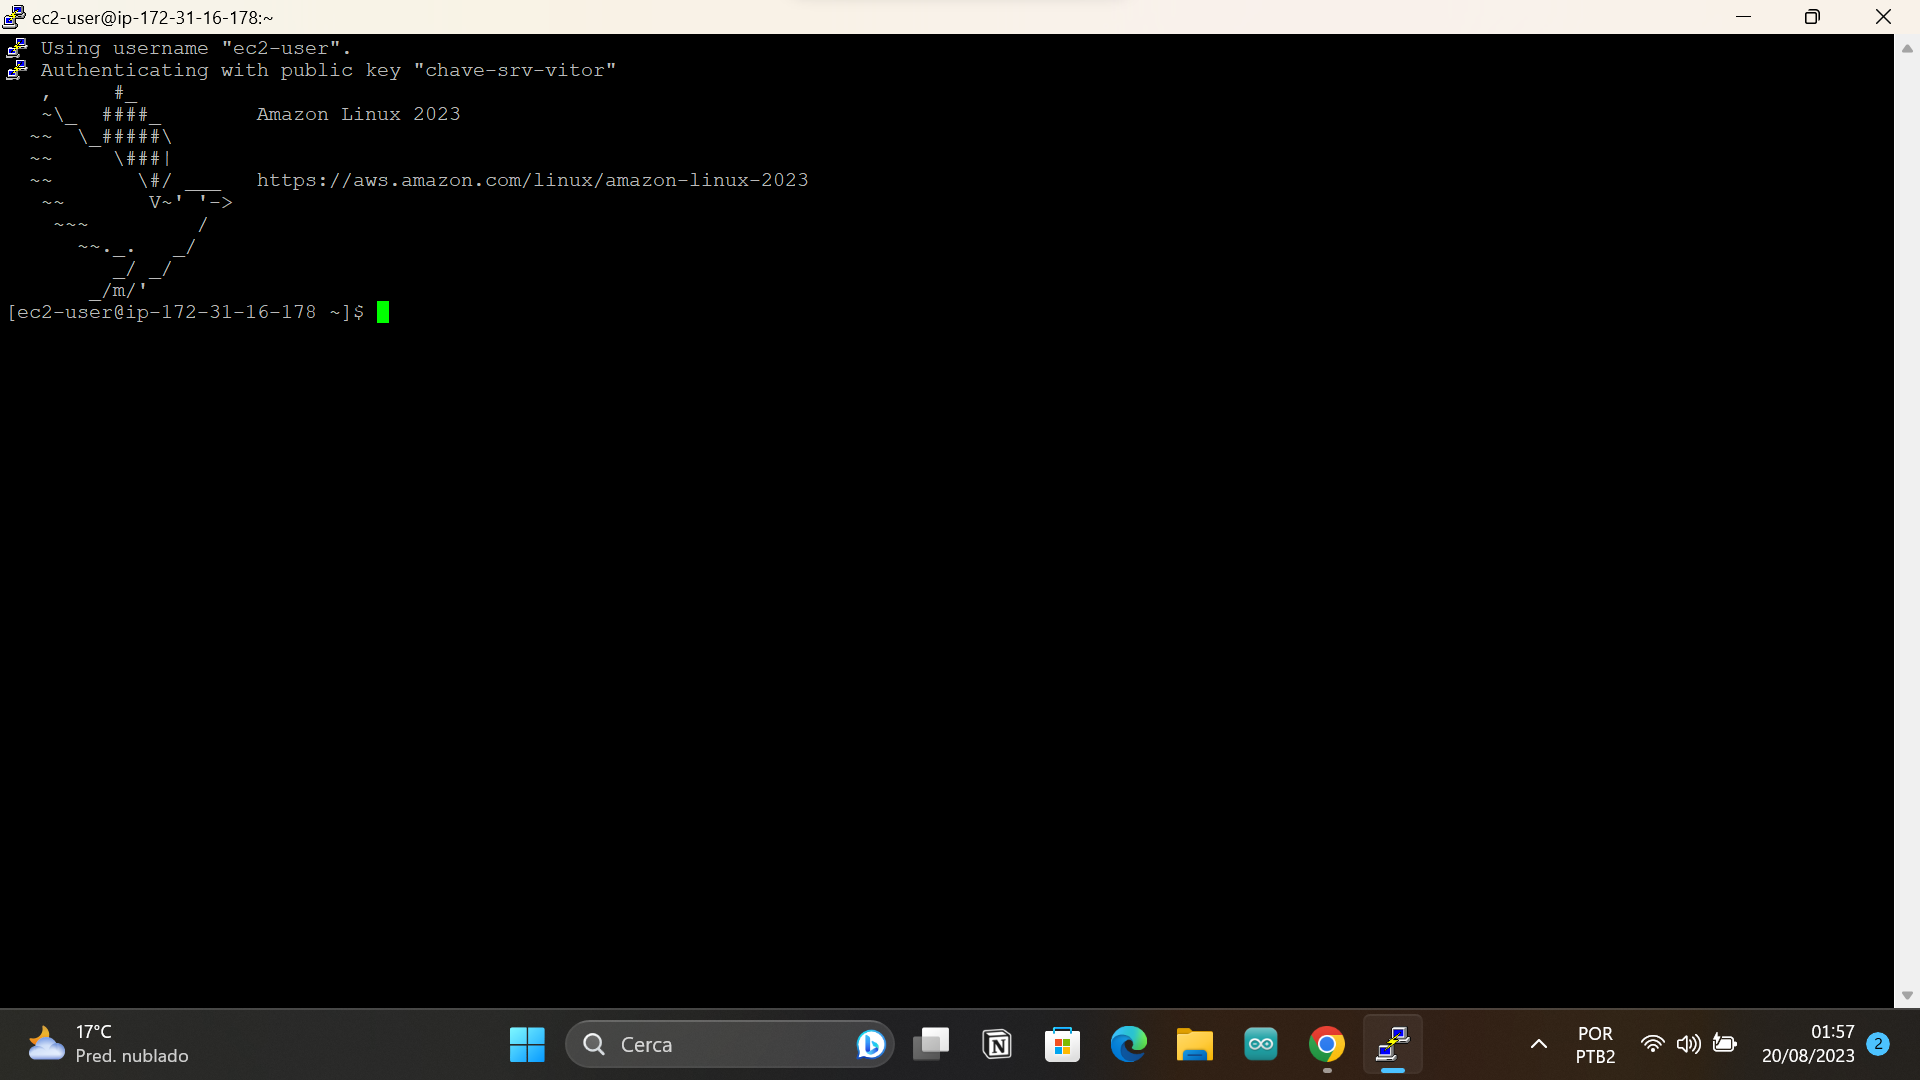 ec2-user@ip-172-31-16-178:~
Using username "ec2-user".
Authenticating with public key "chave-srv-vitor"
   ,     #_
   ~\_  ####_        Amazon Linux 2023
  ~~  \_#####\
  ~~     \###|
  ~~       \#/ ___   https://aws.amazon.com/linux/amazon-linux-2023
   ~~       V~' '->
    ~~~         /
      ~~._.   _/
         _/ _/
       _/m/'
[ec2-user@ip-172-31-16-178 ~]$
17°C
Pred. nublado
Cerca
POR
PTB2
01:57
20/08/2023
2